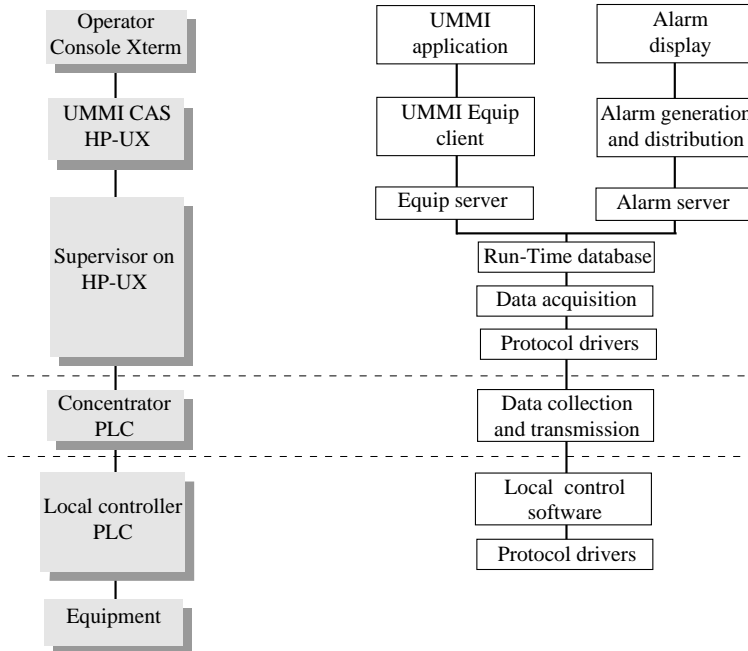 Operator
Console Xterm
UMMI CAS
HP-UX
Supervisor on
HP-UX
Concentrator
PLC
Local controller
PLC
Equipment
UMMI
application
UMMI Equip
client
Equip server
Alarm
display
Alarm generation
and distribution
Alarm server
Run-Time database
Data acquisition
Protocol drivers
Data collection
and transmission
Local control
software
Protocol drivers